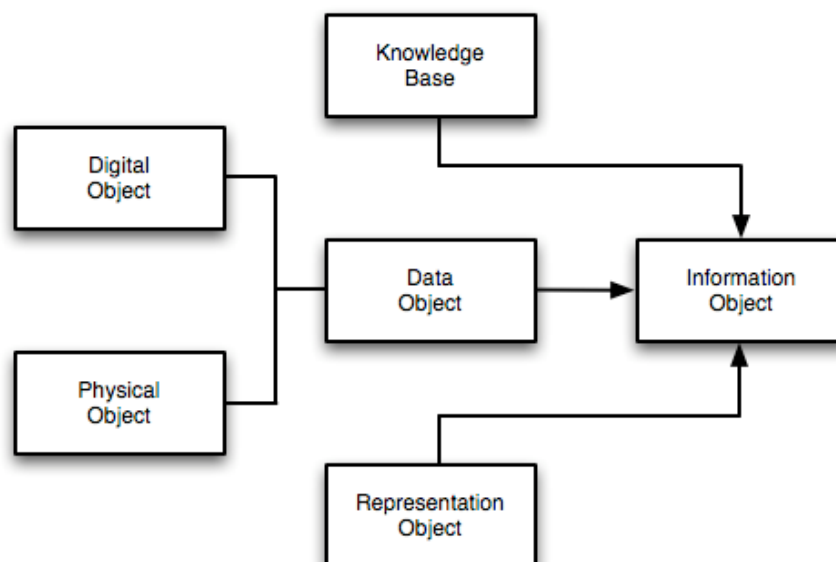 Knowledge
Base
Digital
Object
Data
Object
Information
Object
Physical
Object
Representation
Object